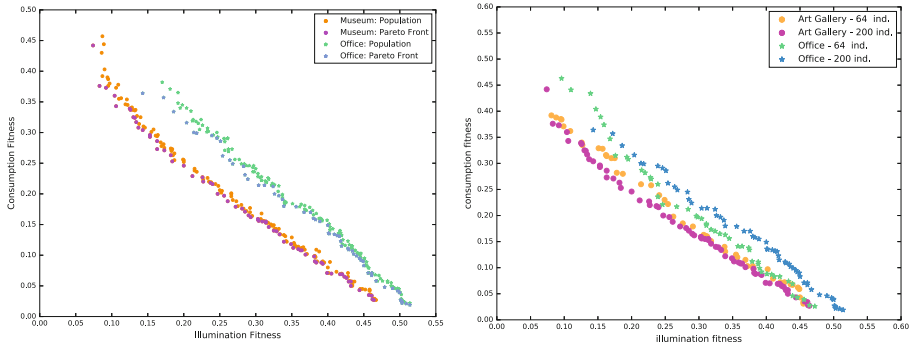 0.50
0.45
0.40
0.35
0.30
0.25
0.20
0.15
0.10
0.05
0.00
Consumption Fitness
Museum: Population
Museum: Pareto Front
Office: Population
Office: Pareto Front
0.00 0.05 0.10 0.15 0.20 0.25 0.30 0.35 0.40 0.45 0.50 0.55
Illumination Fitness
0.60
0.55
0.50
0.45
0.40
0.35
0.30
0.25
0.20
0.15
0.10
0.05
0.00
consumption fitness
Art Gallery - 64 ind.
Art Gallery - 200 ind.
Office - 64 ind.
Office - 200 ind.
0.00 0.05 0.10 0.15 0.20 0.25 0.30 0.35 0.40 0.45 0.50 0.55 0.60
illumination fitness